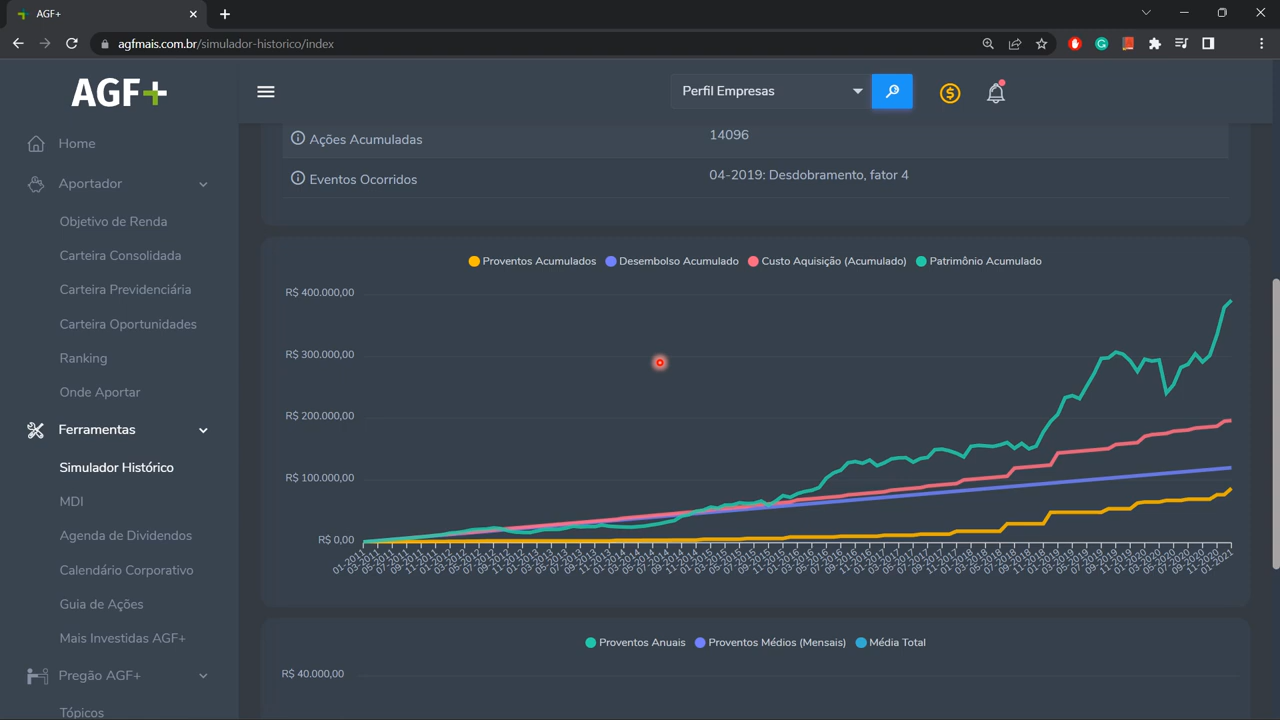 AGF+
agfmais.com.br/simulador-historico/index
AGF+
Perfil Empresas
Home
Aportador
Objetivo de Renda
Carteira Consolidada
Carteira Previdenciária
Carteira Oportunidades
Ranking
Onde Aportar
Ferramentas
Simulador Histórico
MDI
Agenda de Dividendos
Calendário Corporativo
Guia de Ações
Mais Investidas AGF+
Pregão AGF+
Tópicos
Ações Acumuladas 14096
Eventos Ocorridos 04-2019: Desdobramento, fator 4
Proventos Acumulados Desembolso Acumulado Custo Aquisição (Acumulado) Patrimônio Acumulado
R$ 400.000,00
R$ 300.000,00
R$ 200.000,00
R$ 100.000,00
R$ 0,00
Proventos Anuais Proventos Médios (Mensais) Média Total
R$ 40.000,00